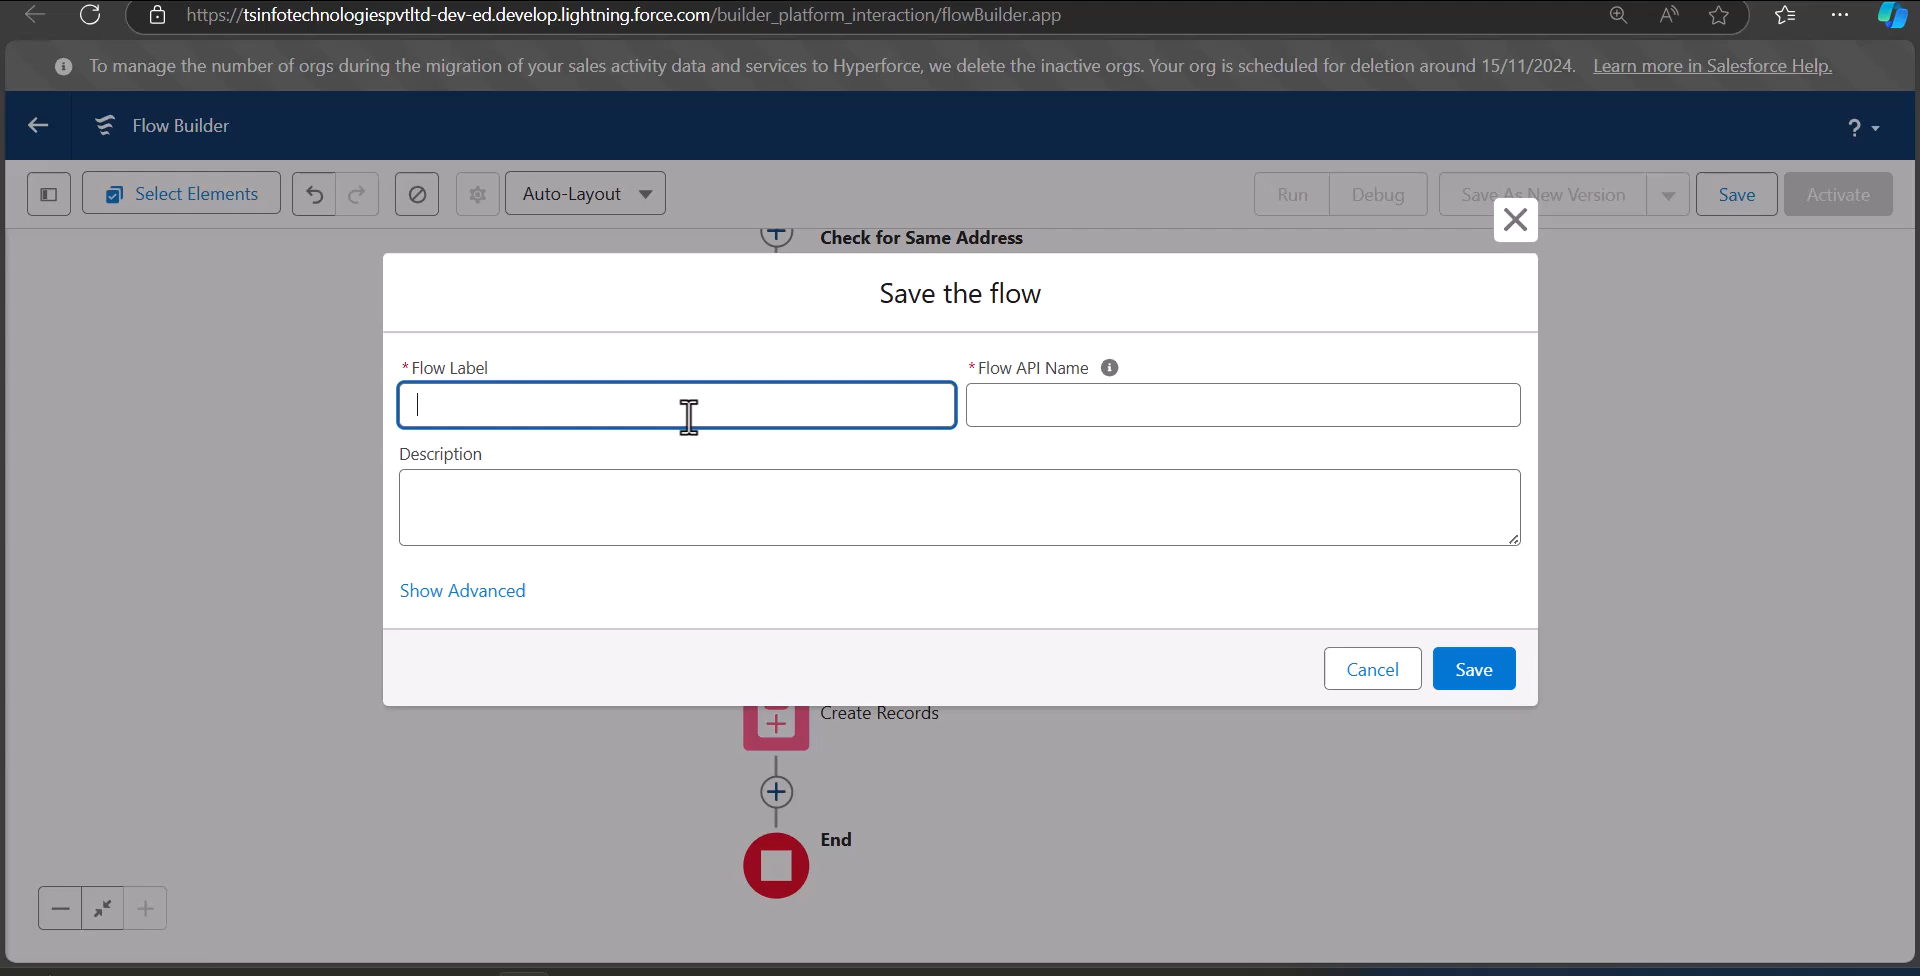 https://tsinfotechnologiespvtltd-dev-ed.develop.lightning.force.com/builder_platform_interaction/flowBuilder.app
To manage the number of orgs during the migration of your sales activity data and services to Hyperforce, we delete the inactive orgs. Your org is scheduled for deletion around 15/11/2024. Learn more in Salesforce Help.
Flow Builder
?
Select Elements
Auto-Layout
Run
Debug
Save As New Version
Save
Activate
Check for Same Address
Save the flow
*Flow Label
*Flow API Name
Description
Show Advanced
Cancel
Save
Create Records
End